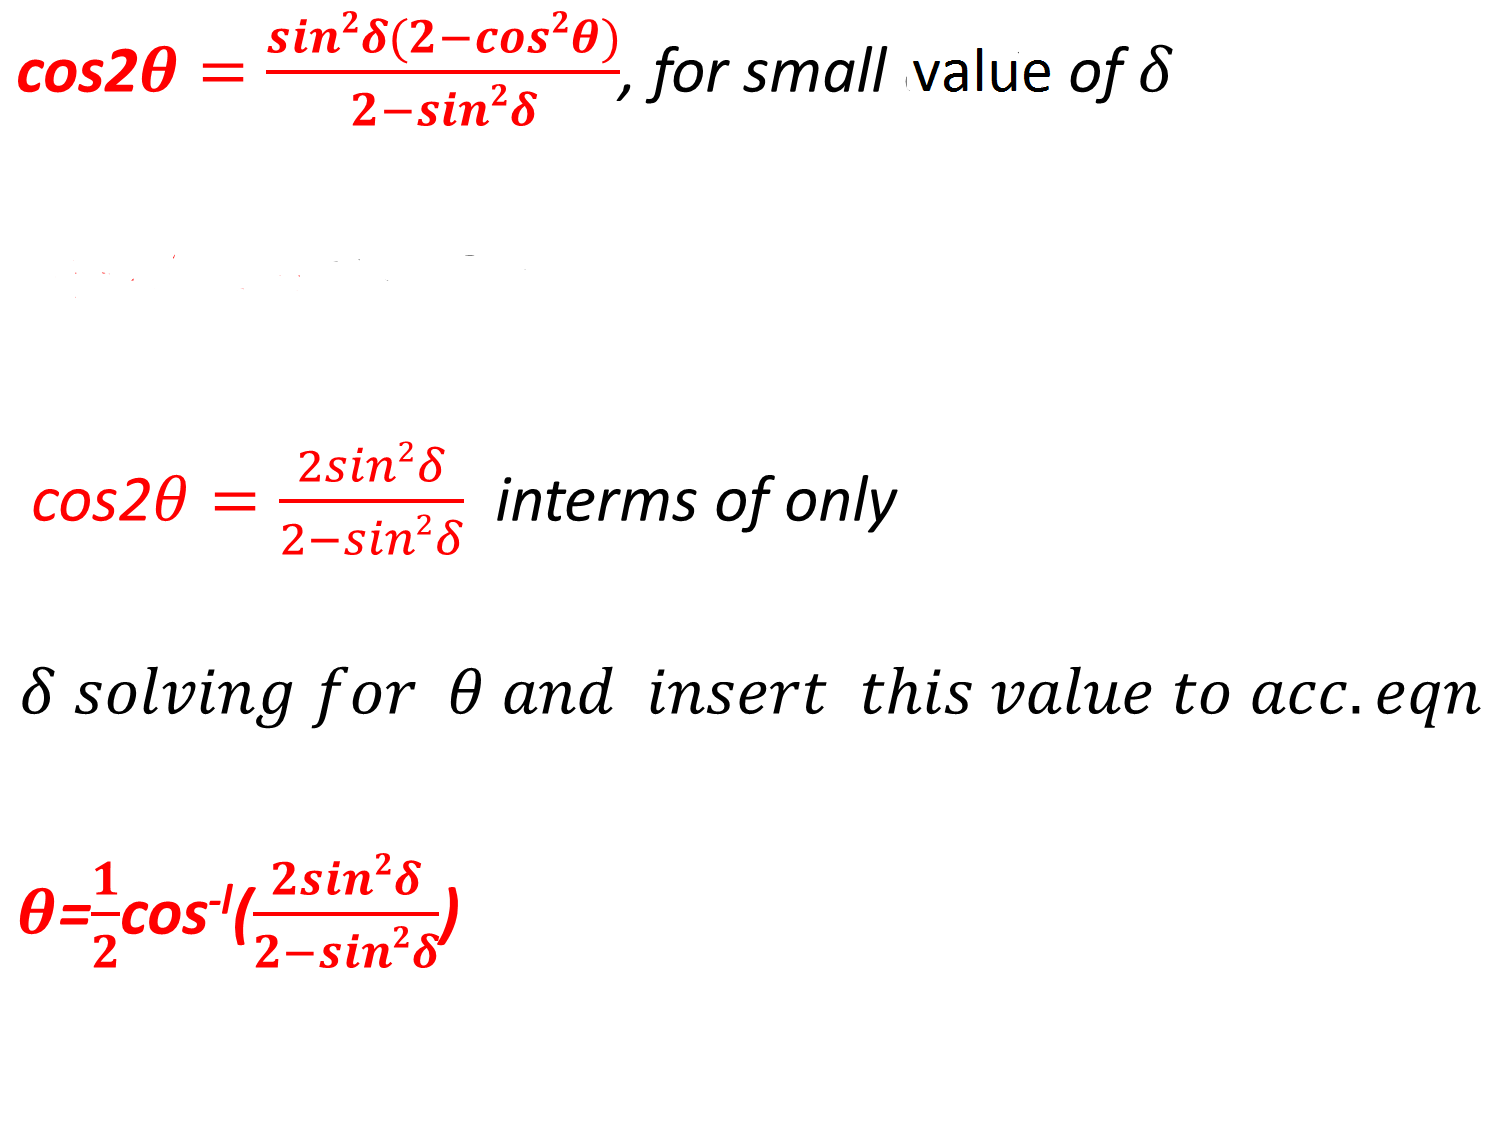 cos2θ = sin²δ(2−cos²θ)/2−sin²δ, for small value of δ
cos2θ = 2sin²δ/2−sin²δ interms of only
δ solving for θ and insert this value to acc. eqn
θ=1/2cos⁻¹(2sin²δ/2−sin²δ)